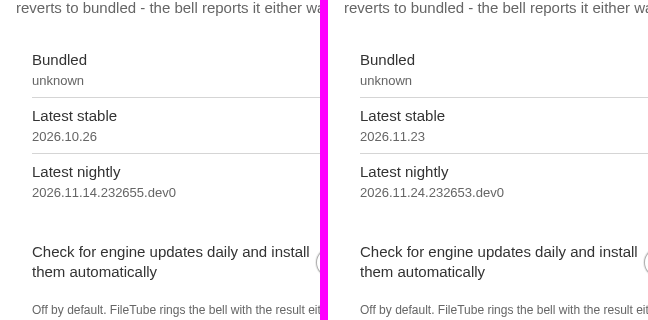 reverts to bundled - the bell reports it either
Bundled
unknown
Latest stable
2026.10.26
Latest nightly
2026.11.14.232655.dev0
Check for engine updates daily and install
them automatically
Off by default. FileTube rings the bell with the result
reverts to bundled - the bell reports it either
Bundled
unknown
Latest stable
2026.11.23
Latest nightly
2026.11.24.232653.dev0
Check for engine updates daily and install
them automatically
Off by default. FileTube rings the bell with the result